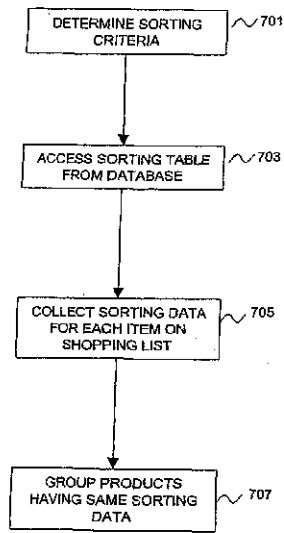 DETERMINE SORTING
CRITERIA
701
ACCESS SORTING TABLE
FROM DATABASE
703
COLLECT SORTING DATA
FOR EACH ITEM ON
SHOPPING LIST
705
GROUP PRODUCTS
HAVING SAME SORTING
DATA
707